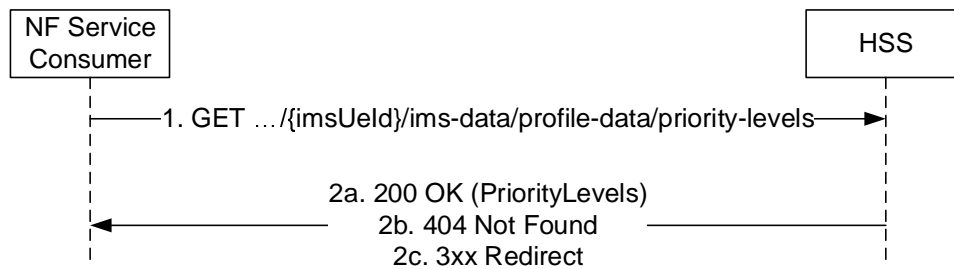 NF Service
Consumer
HSS
1. GET …/{imsUeId}/ims-data/profile-data/priority-levels
2a. 200 OK (PriorityLevels)
2b. 404 Not Found
2c. 3xx Redirect